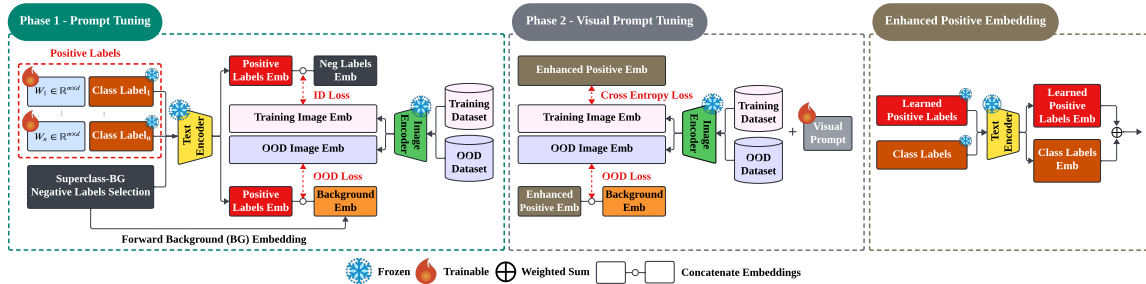 Phase 1 - Prompt Tuning
Positive Labels
W₁ ∈ ℝᵐˣᵈ
Class Label₁
⋮ ⋮
Wₙ ∈ ℝᵐˣᵈ
Class Labelₙ
Superclass-BG
Negative Labels Selection
Text
Encoder
Positive
Labels Emb
Neg Labels
Emb
ID Loss
Training Image Emb
OOD Image Emb
OOD Loss
Positive
Labels Emb
Background
Emb
Image
Encoder
Training
Dataset
OOD
Dataset
Forward Background (BG) Embedding
Phase 2 - Visual Prompt Tuning
Enhanced Positive Emb
Cross Entropy Loss
Training Image Emb
OOD Image Emb
OOD Loss
Enhanced
Positive Emb
Background
Emb
Image
Encoder
Training
Dataset
OOD
Dataset
+
Visual
Prompt
Enhanced Positive Embedding
Learned
Positive Labels
Class Labels
Text
Encoder
Learned
Positive
Labels Emb
Class Labels
Emb
Frozen
Trainable
Weighted Sum
Concatenate Embeddings